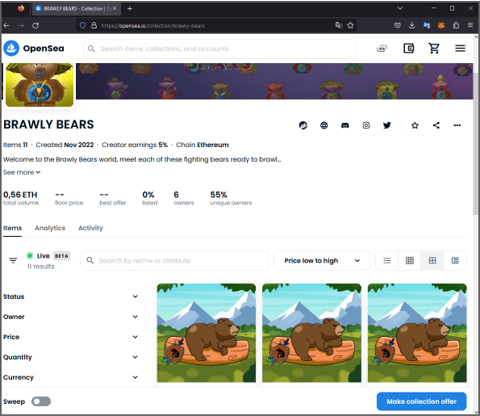 BRAWLY BEARS - Collection | O
https://opensea.io/collection/brawly-bears
OpenSea
Search items, collections, and accounts
BRAWLY BEARS
Items 11 · Created Nov 2022 · Creator earnings 5% · Chain Ethereum
Welcome to the Brawly Bears world, meet each of these fighting bears ready to brawl...
See more
0,56 ETH -- -- 0% 6 55%
total volume floor price best offer listed owners unique owners
Items Analytics Activity
Live BETA
11 results
Search by name or attribute
Price low to high
Status
Owner
Price
Quantity
Currency
Sweep
Make collection offer